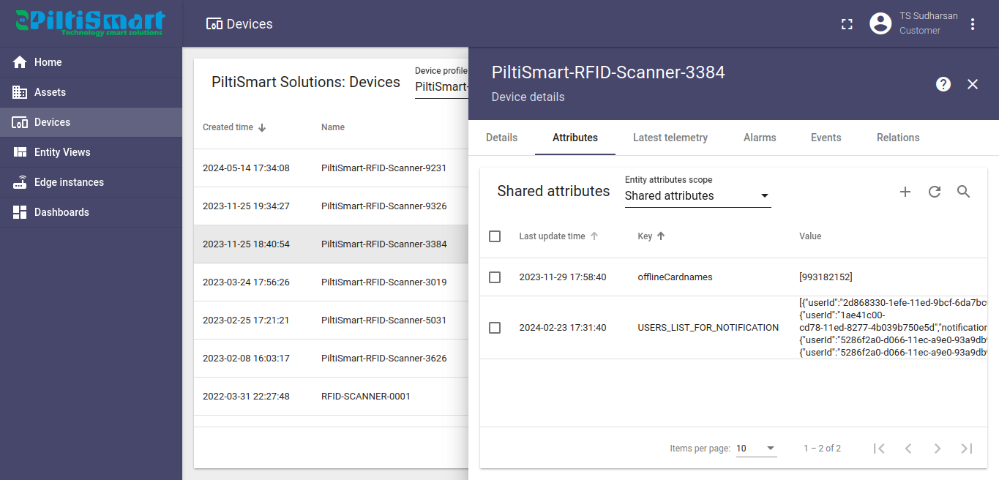 PiltiSmart
Technology smart solutions
Devices
TS Sudharsan
Customer
Home
Assets
Devices
Entity Views
Edge instances
Dashboards
PiltiSmart Solutions: Devices
Device profile
PiltiSmart-
Created time
Name
2024-05-14 17:34:08 PiltiSmart-RFID-Scanner-9231
2023-11-25 19:34:27 PiltiSmart-RFID-Scanner-9326
2023-11-25 18:40:54 PiltiSmart-RFID-Scanner-3384
2023-03-24 17:56:26 PiltiSmart-RFID-Scanner-3019
2023-02-25 17:21:21 PiltiSmart-RFID-Scanner-5031
2023-02-08 16:03:17 PiltiSmart-RFID-Scanner-3626
2022-03-31 22:27:48 RFID-SCANNER-0001
PiltiSmart-RFID-Scanner-3384
Device details
Details Attributes Latest telemetry Alarms Events Relations
Shared attributes
Entity attributes scope
Shared attributes
Last update time Key Value
2023-11-29 17:58:40 offlineCardnames [993182152]
2024-02-23 17:31:40 USERS_LIST_FOR_NOTIFICATION
[{"userId":"2d868330-1efe-11ed-9bcf-6da7bc
{"userId":"1ae41c00-
cd78-11ed-8277-4b039b750e5d","notification
{"userId":"5286f2a0-d066-11ec-a9e0-93a9db
{"userId":"5286f2a0-d066-11ec-a9e0-93a9db
Items per page: 10 1 – 2 of 2